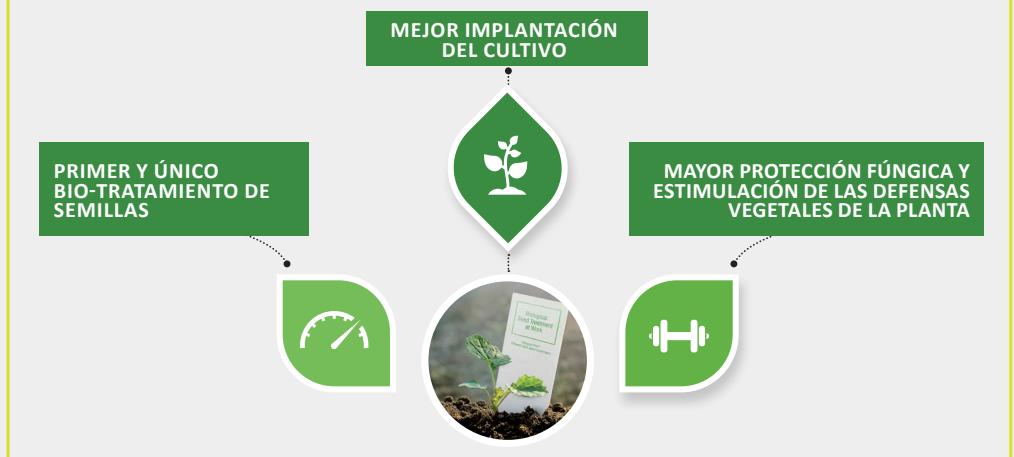 MEJOR IMPLANTACIÓN
DEL CULTIVO
PRIMER Y ÚNICO
BIO-TRATAMIENTO DE
SEMILLAS
MAYOR PROTECCIÓN FÚNGICA Y
ESTIMULACIÓN DE LAS DEFENSAS
VEGETALES DE LA PLANTA
Biological
Seed Treatment
at Work